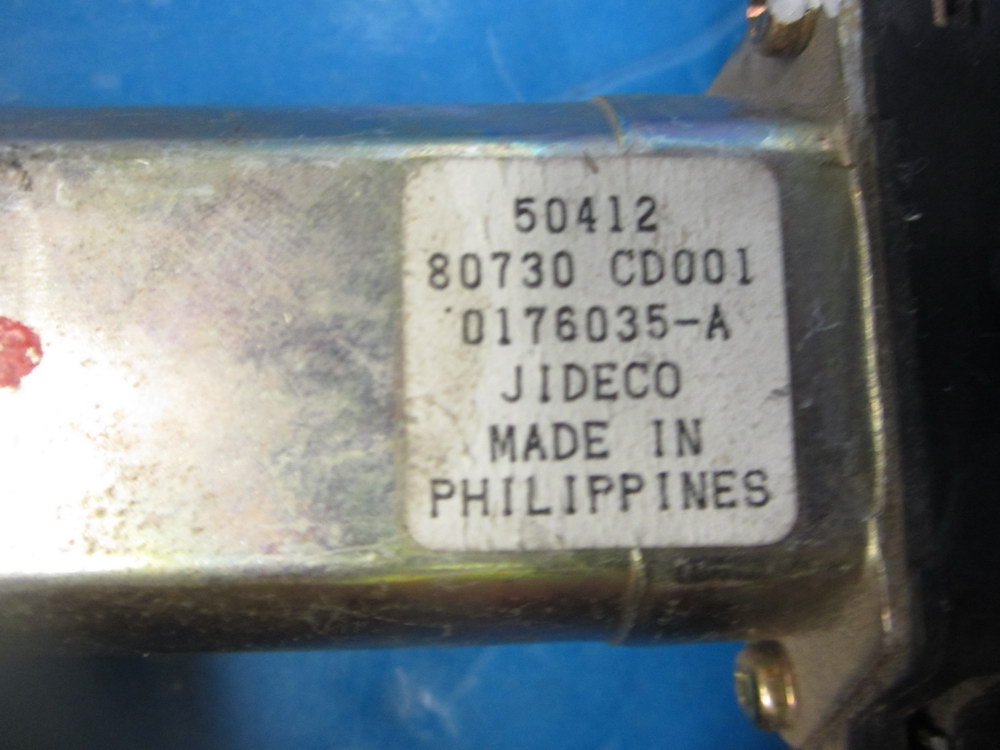 50412
80730 CD001
0176035-A
JIDECO
MADE IN
PHILIPPINES